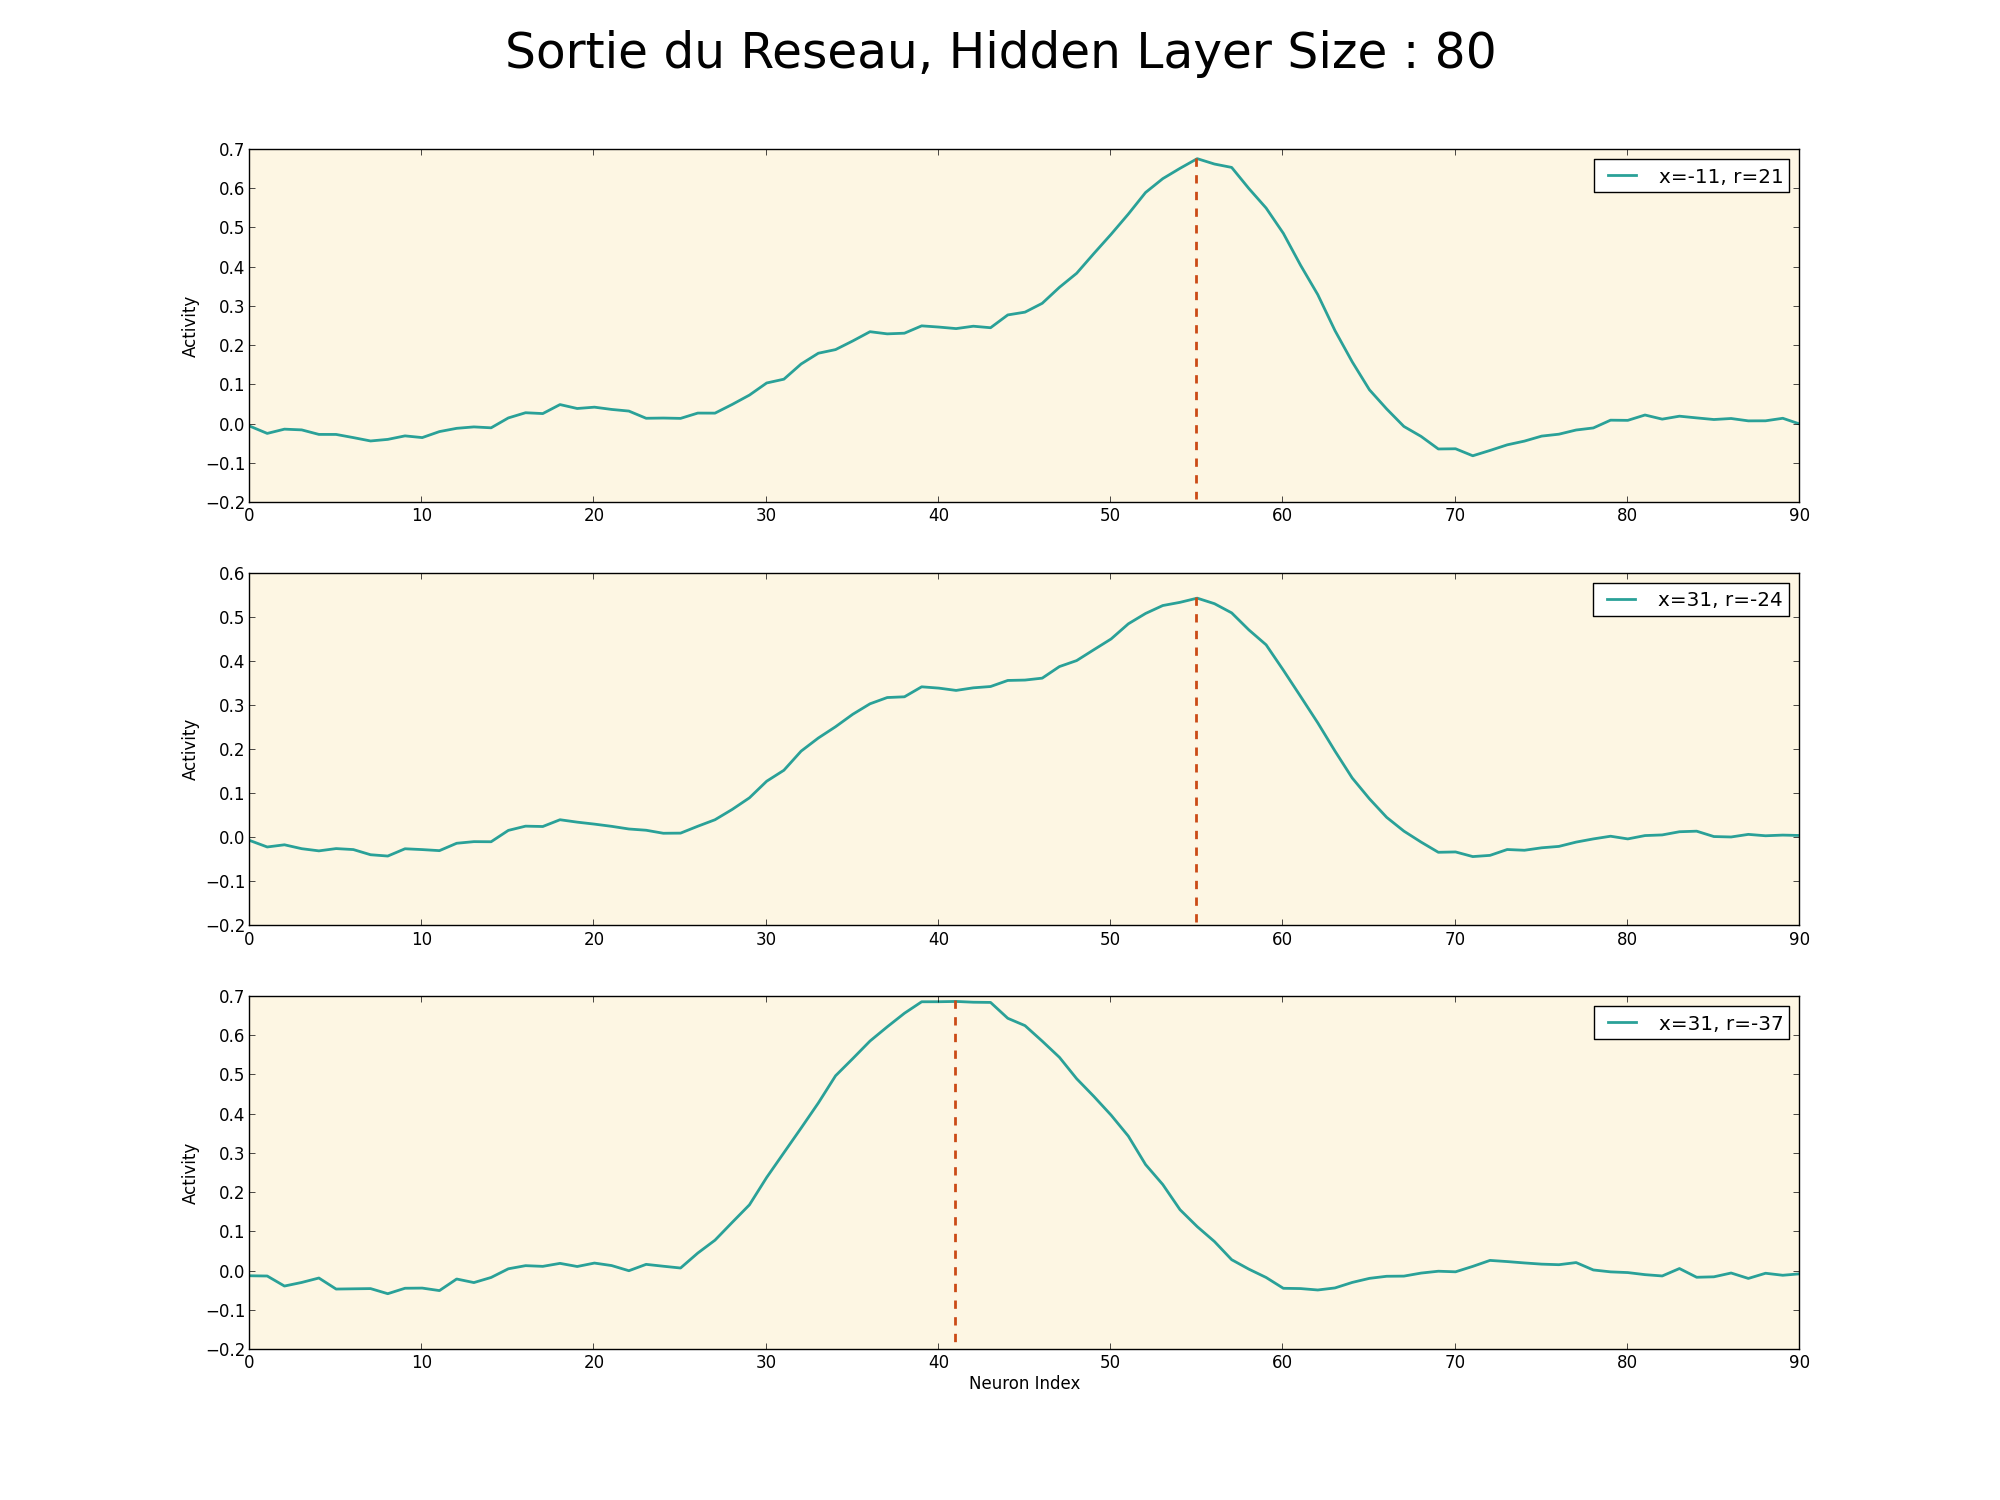 Sortie du Reseau, Hidden Layer Size : 80
0.7
0.6
0.5
0.4
0.3
0.2
0.1
0.0
−0.1
−0.2
Activity
x=-11, r=21
0 10 20 30 40 50 60 70 80 90
0.6
0.5
0.4
0.3
0.2
0.1
0.0
−0.1
−0.2
Activity
x=31, r=-24
0 10 20 30 40 50 60 70 80 90
0.7
0.6
0.5
0.4
0.3
0.2
0.1
0.0
−0.1
−0.2
Activity
x=31, r=-37
0 10 20 30 40 50 60 70 80 90
Neuron Index